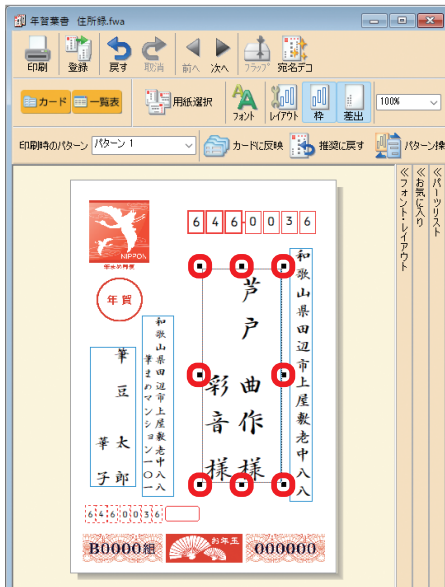 年賀葉書 住所録.fwa
印刷 登録 戻す 取消 前へ 次へ フラップ 宛名デコ
カード 一覧表 用紙選択 フォント レイアウト 枠 差出 100%
印刷時のパターン パターン 1 カードに反映 推奨に戻す パターン操
≪フォント・レイアウト
≪お気に入り
≪パーツリスト
NIPPON
年賀
6460036
和歌山県田辺市上屋敷老中八八
芦戸 曲作様
彩音様
和歌山県田辺市上屋敷老中八八
筆まめマンション一〇一
筆豆 太郎
華子
6460036
B0000組 お年玉 000000